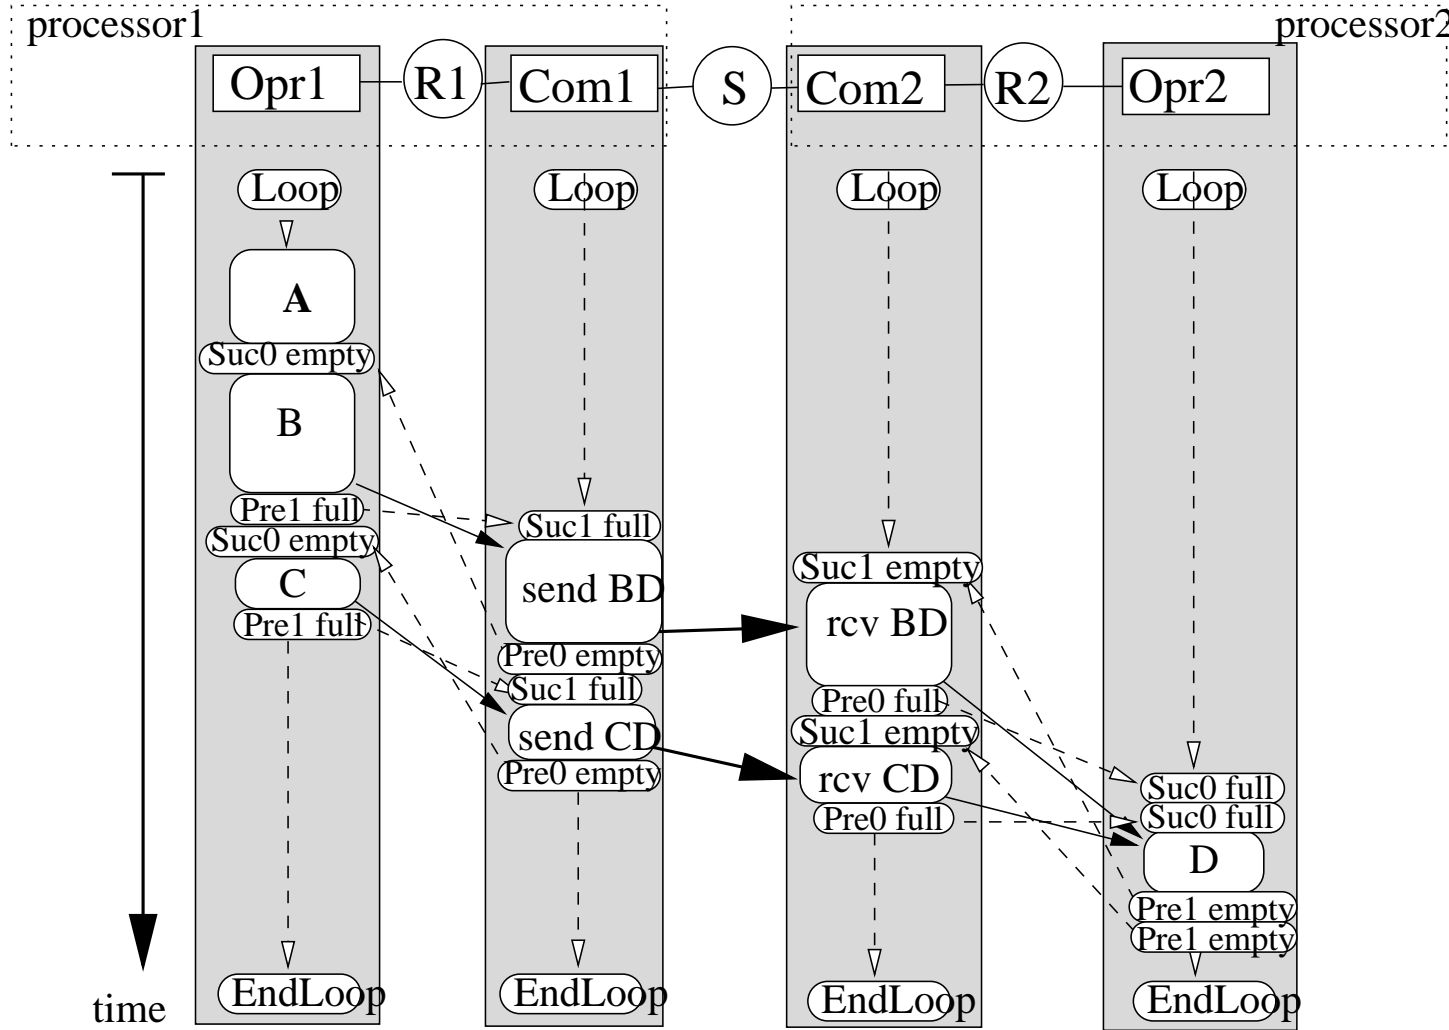 processor1
processor2
Opr1
R1
Com1
S
Com2
R2
Opr2
Loop
Loop
Loop
Loop
A
Suc0 empty
B
Pre1 full
Suc0 empty
C
Pre1 full
EndLoop
Suc1 full
send BD
Pre0 empty
Suc1 full
send CD
Pre0 empty
EndLoop
Suc1 empty
rcv BD
Pre0 full
Suc1 empty
rcv CD
Pre0 full
EndLoop
Suc0 full
Suc0 full
D
Pre1 empty
Pre1 empty
EndLoop
time